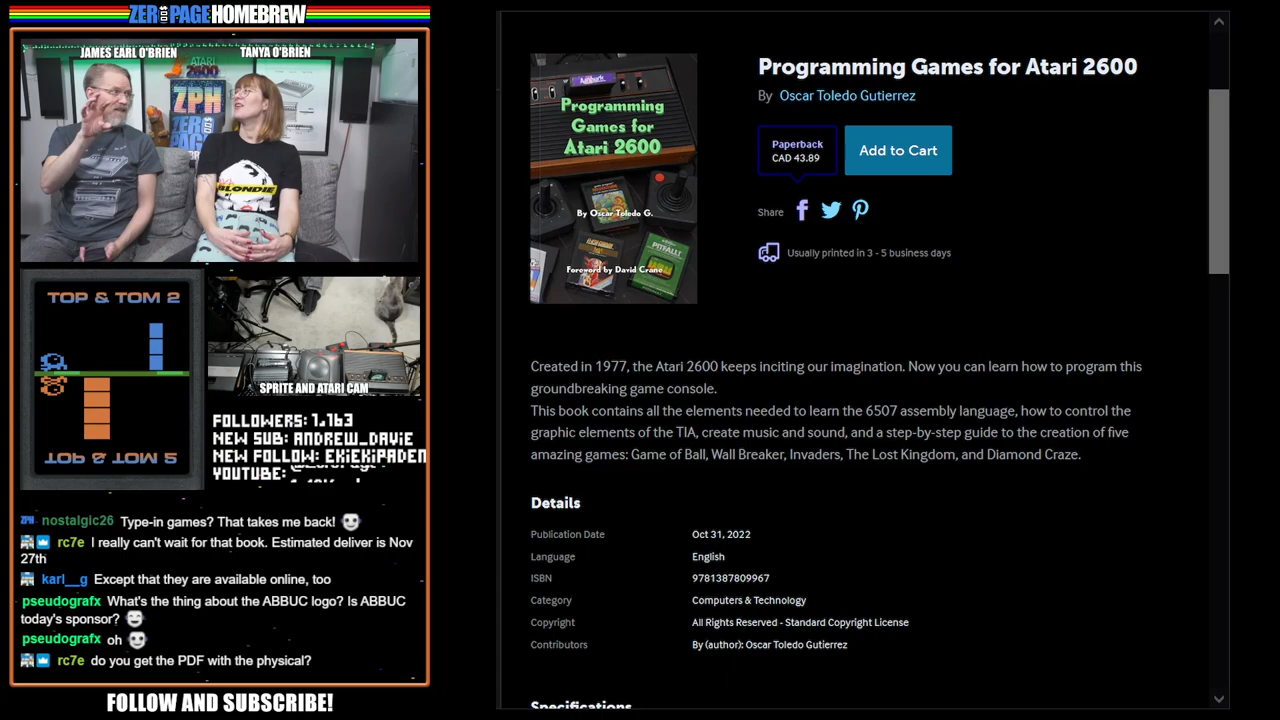 ZERO PAGE HOMEBREW
JAMES EARL O'BRIEN
TANYA O'BRIEN
ATARI
2600
ZPH
ZERO
PAGE
BLONDIE
TOP & TOM 2
TOP & TOM 2
SPRITE AND ATARI CAM
FOLLOWERS: 1,163
NEW SUB: ANDREW_DAVIE
NEW FOLLOW: EKIEKIPADEN
YOUTUBE:
nostalgic26 Type-in games? That takes me back!
rc7e I really can't wait for that book. Estimated deliver is Nov
27th
karl__g Except that they are available online, too
pseudografx What's the thing about the ABBUC logo? Is ABBUC
today's sponsor?
pseudografx oh
rc7e do you get the PDF with the physical?
FOLLOW AND SUBSCRIBE!
Programming
Games for
Atari 2600
By Oscar Toledo G.
PITFALL!
Foreword by David Crane
Programming Games for Atari 2600
By Oscar Toledo Gutierrez
Paperback
CAD 43.89
Add to Cart
Share
Usually printed in 3 - 5 business days
Created in 1977, the Atari 2600 keeps inciting our imagination. Now you can learn how to program this
groundbreaking game console.
This book contains all the elements needed to learn the 6507 assembly language, how to control the
graphic elements of the TIA, create music and sound, and a step-by-step guide to the creation of five
amazing games: Game of Ball, Wall Breaker, Invaders, The Lost Kingdom, and Diamond Craze.
Details
Publication Date Oct 31, 2022
Language English
ISBN 9781387809967
Category Computers & Technology
Copyright All Rights Reserved - Standard Copyright License
Contributors By (author): Oscar Toledo Gutierrez
Specifications